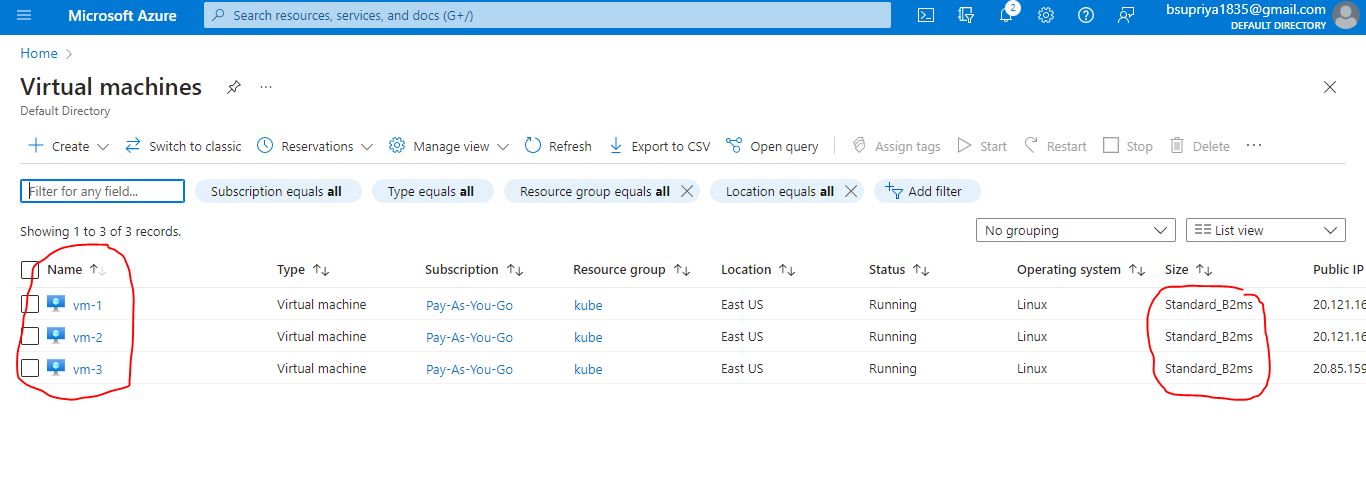 Microsoft Azure Search resources, services, and docs (G+/) 2 bsupriya1835@gmail.com
DEFAULT DIRECTORY
Home >
Virtual machines ...
Default Directory
+ Create Switch to classic Reservations Manage view Refresh Export to CSV Open query Assign tags Start Restart Stop Delete ...
Filter for any field... Subscription equals all Type equals all Resource group equals all Location equals all Add filter
Showing 1 to 3 of 3 records. No grouping List view
Name Type Subscription Resource group Location Status Operating system Size Public IP
vm-1 Virtual machine Pay-As-You-Go kube East US Running Linux Standard_B2ms 20.121.16
vm-2 Virtual machine Pay-As-You-Go kube East US Running Linux Standard_B2ms 20.121.16
vm-3 Virtual machine Pay-As-You-Go kube East US Running Linux Standard_B2ms 20.85.159